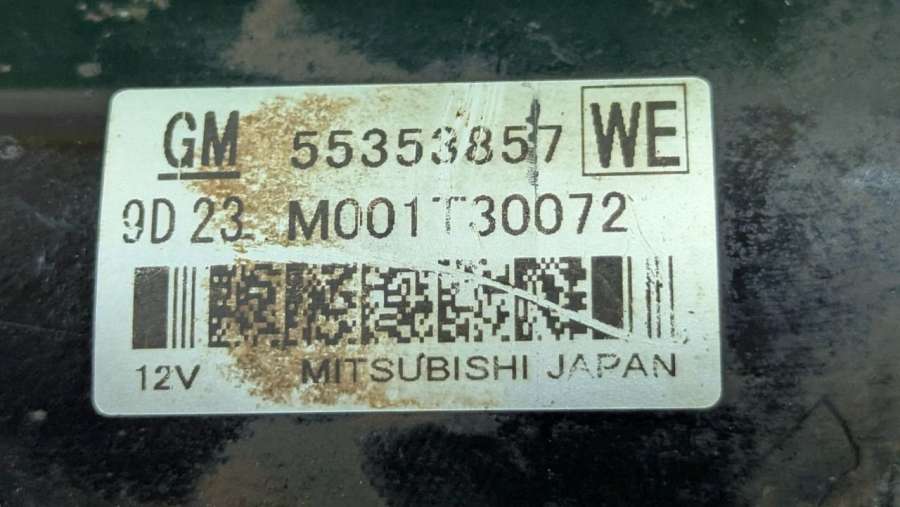 GM 55353857 WE
9D 23 M001T30072
12V MITSUBISHI JAPAN